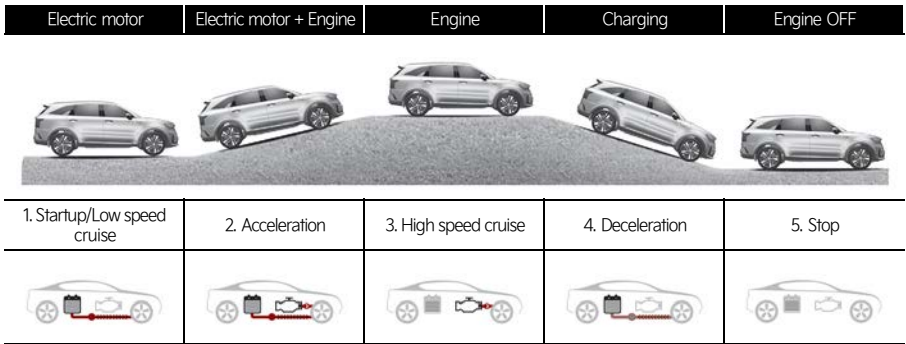 Electric motor
Electric motor + Engine
Engine
Charging
Engine OFF
1. Startup/Low speed
cruise
2. Acceleration
3. High speed cruise
4. Deceleration
5. Stop